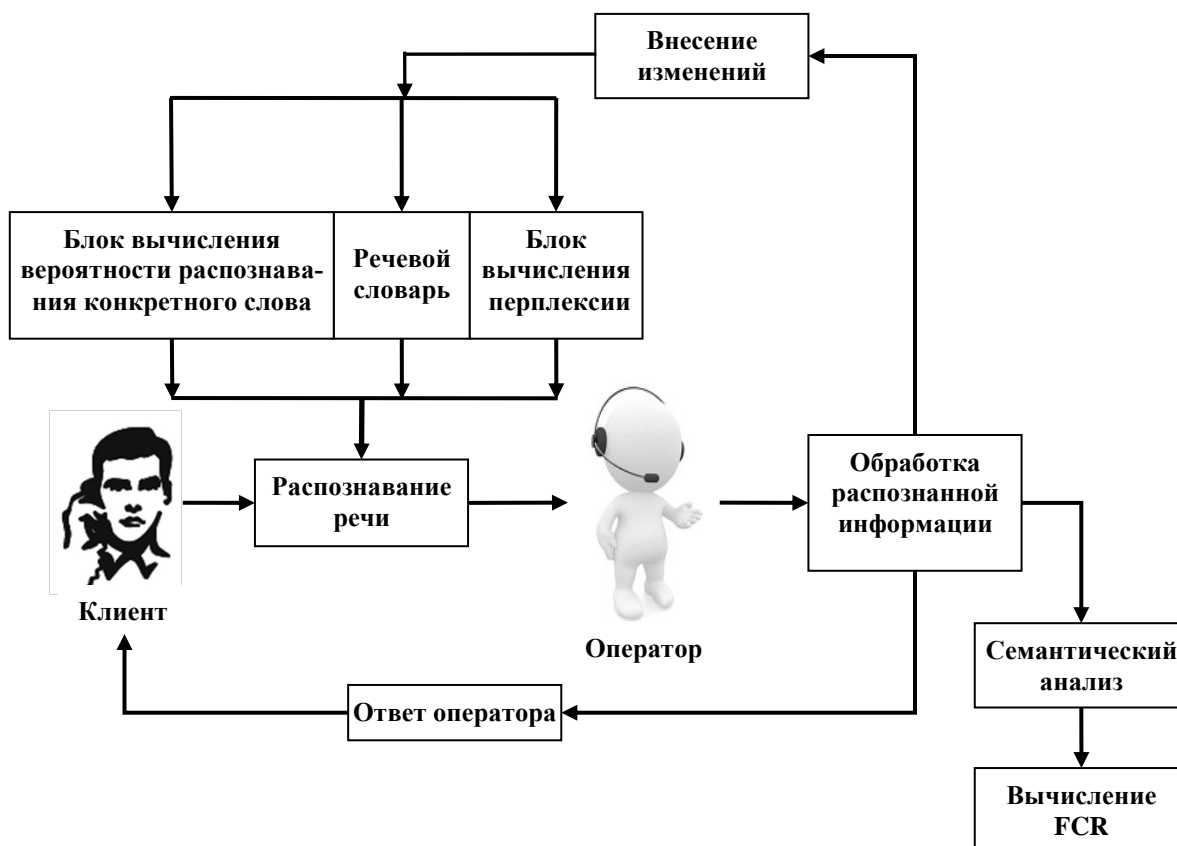 Внесение
изменений
Блок вычисления
вероятности распознава-
ния конкретного слова
Речевой
словарь
Блок
вычисления
перплексии
Распознавание
речи
Обработка
распознанной
информации
Клиент
Оператор
Семантический
анализ
Ответ оператора
Вычисление
FCR